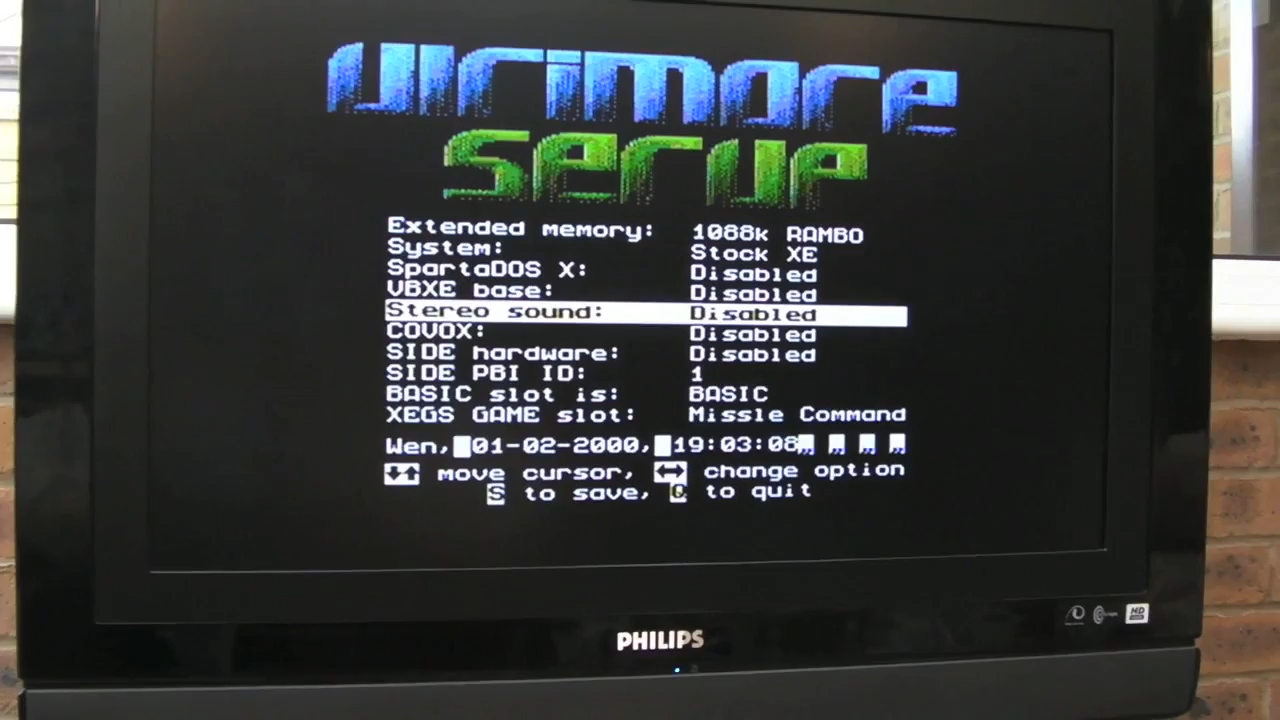 Ultimate
setup
Extended memory: 1088k RAMBO
System: Stock XE
SpartaDOS X: Disabled
VBXE base: Disabled
Stereo sound: Disabled
COVOX: Disabled
SIDE hardware: Disabled
SIDE PBI ID: 1
BASIC slot is: BASIC
XEGS GAME slot: Missle Command
Wen, 01-02-2000, 19:03:08
move cursor, change option
S to save, Q to quit
HD
PHILIPS